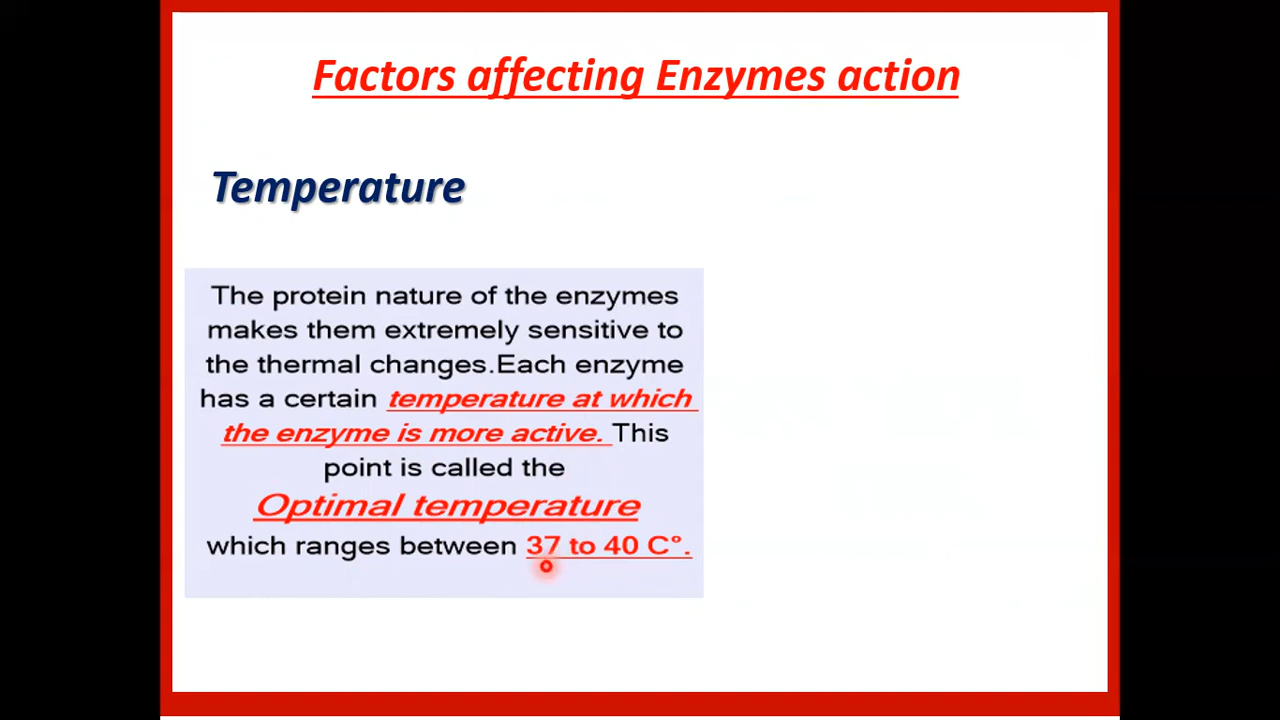 Factors affecting Enzymes action
Temperature
The protein nature of the enzymes
makes them extremely sensitive to
the thermal changes.Each enzyme
has a certain temperature at which
the enzyme is more active. This
point is called the
Optimal temperature
which ranges between 37 to 40 C°.